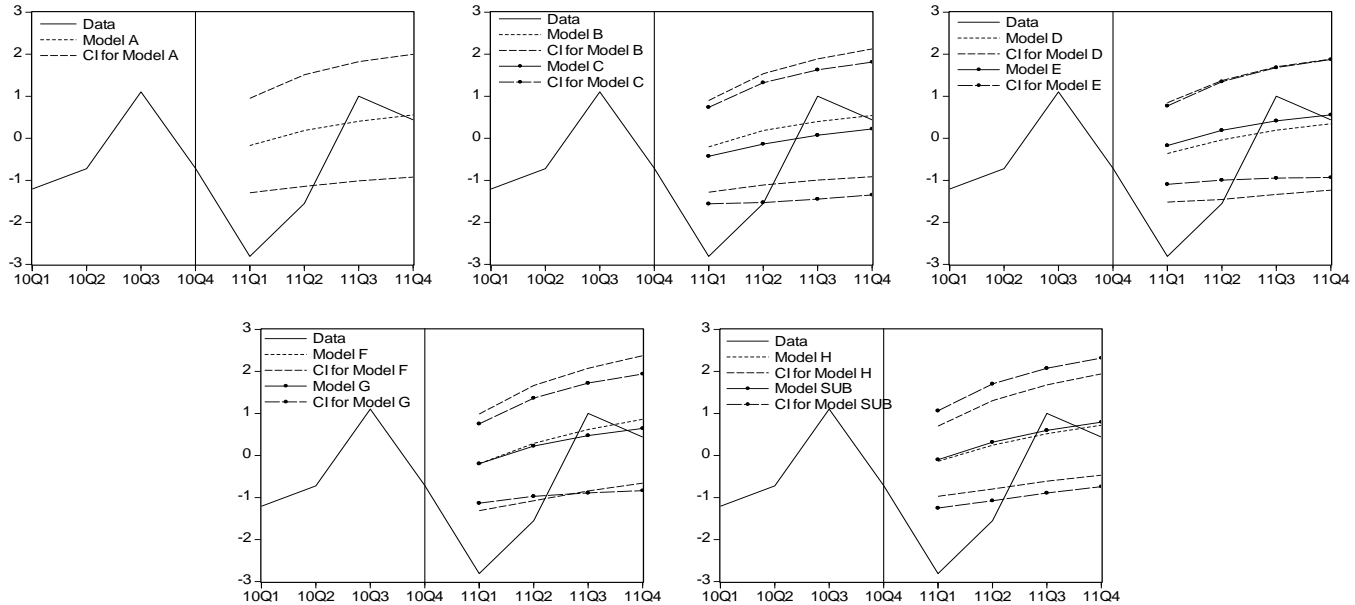 3
2
1
0
-1
-2
-3
Data
Model A
CI for Model A
10Q1 10Q2 10Q3 10Q4 11Q1 11Q2 11Q3 11Q4
3
2
1
0
-1
-2
-3
Data
Model B
CI for Model B
Model C
CI for Model C
10Q1 10Q2 10Q3 10Q4 11Q1 11Q2 11Q3 11Q4
3
2
1
0
-1
-2
-3
Data
Model D
CI for Model D
Model E
CI for Model E
10Q1 10Q2 10Q3 10Q4 11Q1 11Q2 11Q3 11Q4
3
2
1
0
-1
-2
-3
Data
Model F
CI for Model F
Model G
CI for Model G
10Q1 10Q2 10Q3 10Q4 11Q1 11Q2 11Q3 11Q4
3
2
1
0
-1
-2
-3
Data
Model H
CI for Model H
Model SUB
CI for Model SUB
10Q1 10Q2 10Q3 10Q4 11Q1 11Q2 11Q3 11Q4